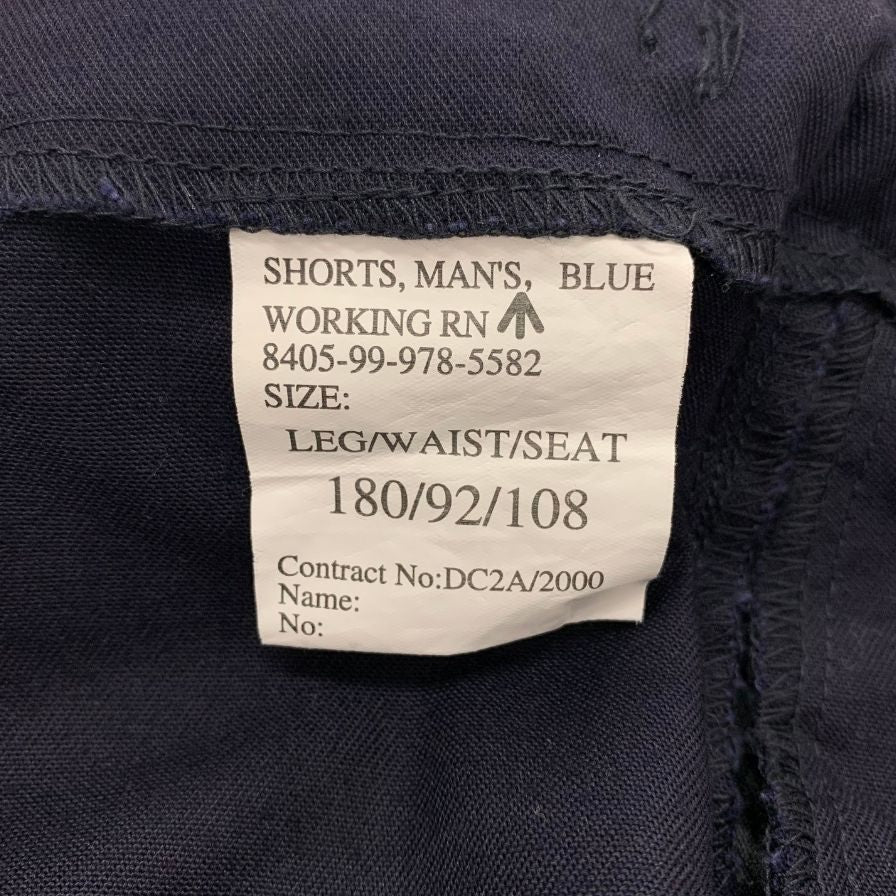 SHORTS, MAN'S, BLUE
WORKING RN
8405-99-978-5582
SIZE:
LEG/WAIST/SEAT
180/92/108
Contract No:DC2A/2000
Name:
No: